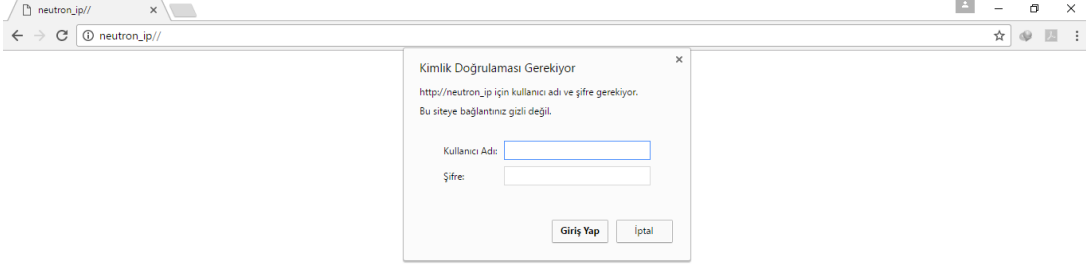 neutron_ip//
neutron_ip//
Kimlik Doğrulaması Gerekiyor
http://neutron_ip için kullanıcı adı ve şifre gerekiyor.
Bu siteye bağlantınız gizli değil.
Kullanıcı Adı:
Şifre:
Giriş Yap İptal